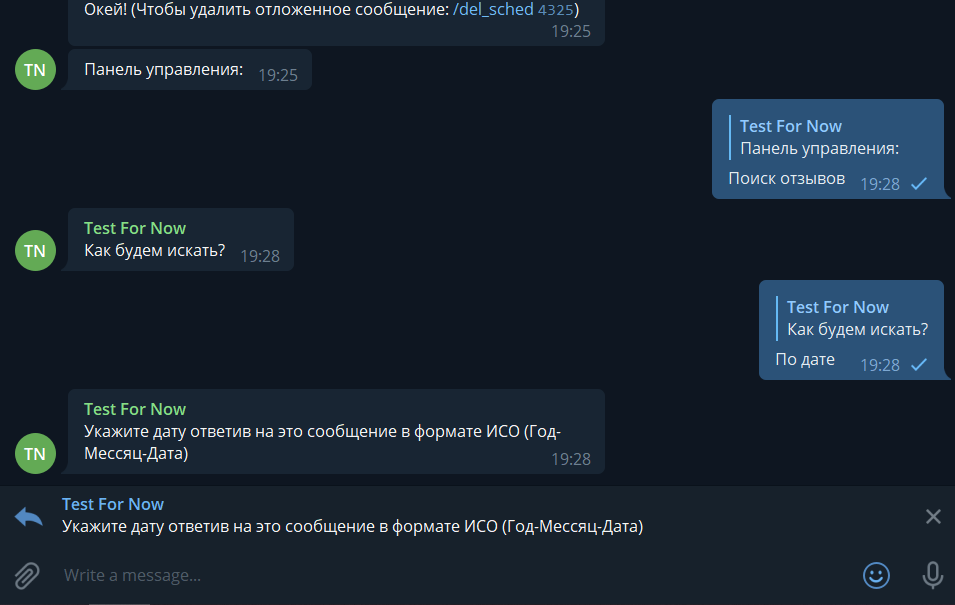 Окей! (Чтобы удалить отложенное сообщение: /del_sched 4325)
19:25
TN
Панель управления: 19:25
Test For Now
Панель управления:
Поиск отзывов 19:28
Test For Now
TN
Как будем искать? 19:28
Test For Now
Как будем искать?
По дате 19:28
Test For Now
Укажите дату ответив на это сообщение в формате ИСО (Год-
Мессяц-Дата)
TN
19:28
Test For Now
Укажите дату ответив на это сообщение в формате ИСО (Год-Мессяц-Дата)
Write a message...